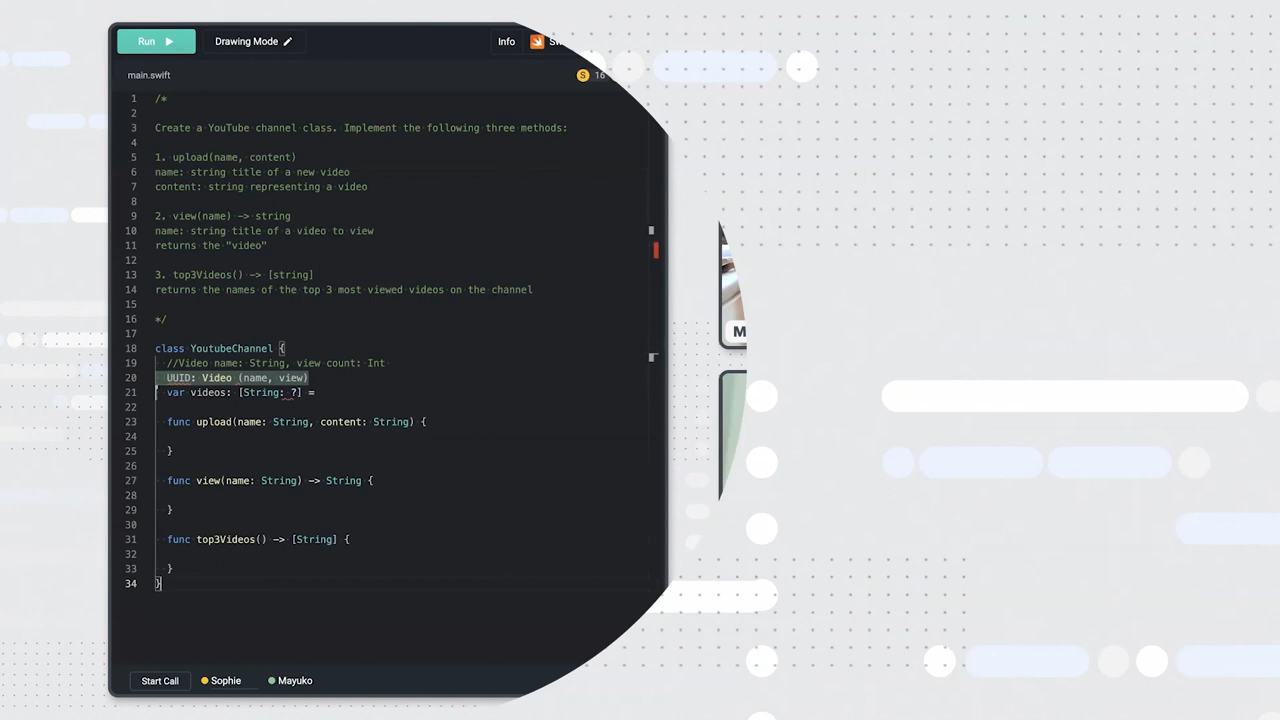 Run
Drawing Mode
Info
main.swift
S 16
1 /*
2
3 Create a YouTube channel class. Implement the following three methods:
4
5 1. upload(name, content)
6 name: string title of a new video
7 content: string representing a video
8
9 2. view(name) -> string
10 name: string title of a video to view
11 returns the "video"
12
13 3. top3Videos() -> [string]
14 returns the names of the top 3 most viewed videos on the channel
15
16 */
17
18 class YoutubeChannel {
19 //Video name: String, view count: Int
20 UUID: Video (name, view)
21 var videos: [String: ?] =
22
23 func upload(name: String, content: String) {
24
25 }
26
27 func view(name: String) -> String {
28
29 }
30
31 func top3Videos() -> [String] {
32
33 }
34 }
M
Start Call
Sophie
Mayuko